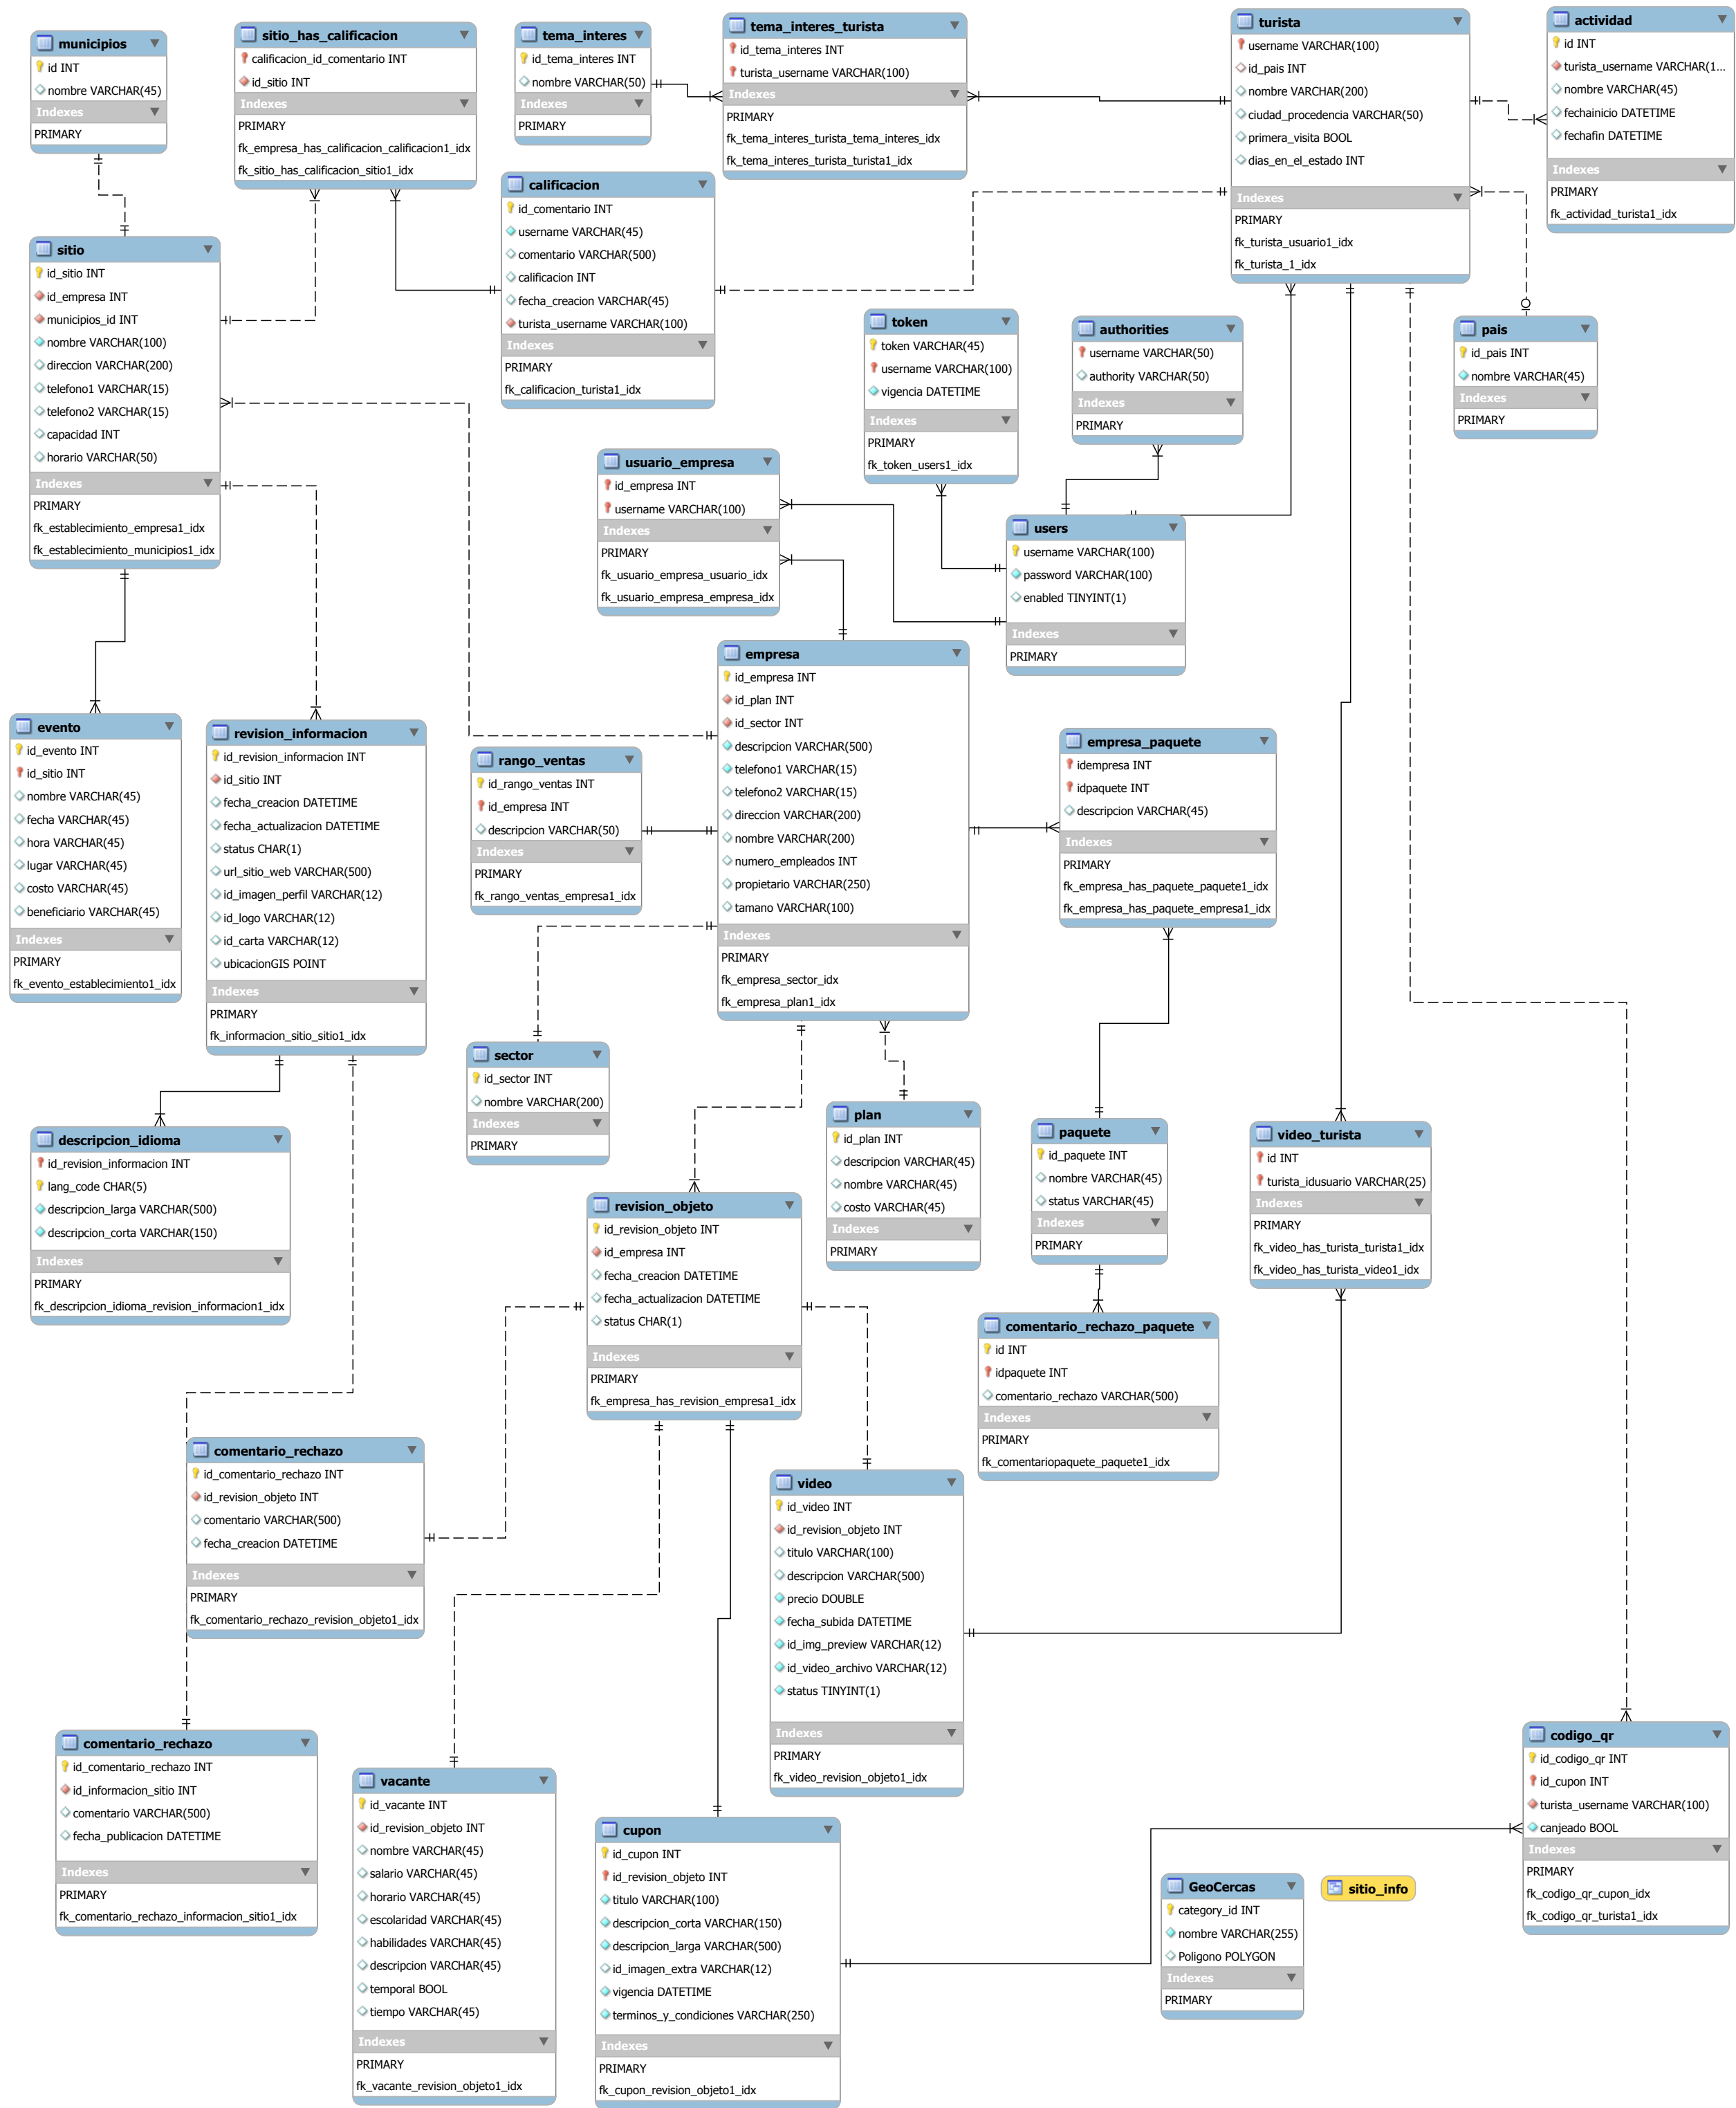 municipios
id INT
nombre VARCHAR(45)
Indexes
PRIMARY
sitio_has_calificacion
calificacion_id_comentario INT
id_sitio INT
Indexes
PRIMARY
fk_empresa_has_calificacion_calificacion1_idx
fk_sitio_has_calificacion_sitio1_idx
tema_interes
id_tema_interes INT
nombre VARCHAR(50)
Indexes
PRIMARY
tema_interes_turista
id_tema_interes INT
turista_username VARCHAR(100)
Indexes
PRIMARY
fk_tema_interes_turista_tema_interes_idx
fk_tema_interes_turista_turista1_idx
turista
username VARCHAR(100)
id_pais INT
nombre VARCHAR(200)
ciudad_procedencia VARCHAR(50)
primera_visita BOOL
dias_en_el_estado INT
Indexes
PRIMARY
fk_turista_usuario1_idx
fk_turista_1_idx
actividad
id INT
turista_username VARCHAR(1...
nombre VARCHAR(45)
fechainicio DATETIME
fechafin DATETIME
Indexes
PRIMARY
fk_actividad_turista1_idx
calificacion
id_comentario INT
username VARCHAR(45)
comentario VARCHAR(500)
calificacion INT
fecha_creacion VARCHAR(45)
turista_username VARCHAR(100)
Indexes
PRIMARY
fk_calificacion_turista1_idx
sitio
id_sitio INT
id_empresa INT
municipios_id INT
nombre VARCHAR(100)
direccion VARCHAR(200)
telefono1 VARCHAR(15)
telefono2 VARCHAR(15)
capacidad INT
horario VARCHAR(50)
Indexes
PRIMARY
fk_establecimiento_empresa1_idx
fk_establecimiento_municipios1_idx
token
token VARCHAR(45)
username VARCHAR(100)
vigencia DATETIME
Indexes
PRIMARY
fk_token_users1_idx
authorities
username VARCHAR(50)
authority VARCHAR(50)
Indexes
PRIMARY
pais
id_pais INT
nombre VARCHAR(45)
Indexes
PRIMARY
usuario_empresa
id_empresa INT
username VARCHAR(100)
Indexes
PRIMARY
fk_usuario_empresa_usuario_idx
fk_usuario_empresa_empresa_idx
users
username VARCHAR(100)
password VARCHAR(100)
enabled TINYINT(1)
Indexes
PRIMARY
empresa
id_empresa INT
id_plan INT
id_sector INT
descripcion VARCHAR(500)
telefono1 VARCHAR(15)
telefono2 VARCHAR(15)
direccion VARCHAR(200)
nombre VARCHAR(200)
numero_empleados INT
propietario VARCHAR(250)
tamano VARCHAR(100)
Indexes
PRIMARY
fk_empresa_sector_idx
fk_empresa_plan1_idx
evento
id_evento INT
id_sitio INT
nombre VARCHAR(45)
fecha VARCHAR(45)
hora VARCHAR(45)
lugar VARCHAR(45)
costo VARCHAR(45)
beneficiario VARCHAR(45)
Indexes
PRIMARY
fk_evento_establecimiento1_idx
revision_informacion
id_revision_informacion INT
id_sitio INT
fecha_creacion DATETIME
fecha_actualizacion DATETIME
status CHAR(1)
url_sitio_web VARCHAR(500)
id_imagen_perfil VARCHAR(12)
id_logo VARCHAR(12)
id_carta VARCHAR(12)
ubicacionGIS POINT
Indexes
PRIMARY
fk_informacion_sitio_sitio1_idx
rango_ventas
id_rango_ventas INT
id_empresa INT
descripcion VARCHAR(50)
Indexes
PRIMARY
fk_rango_ventas_empresa1_idx
empresa_paquete
idempresa INT
idpaquete INT
descripcion VARCHAR(45)
Indexes
PRIMARY
fk_empresa_has_paquete_paquete1_idx
fk_empresa_has_paquete_empresa1_idx
sector
id_sector INT
nombre VARCHAR(200)
Indexes
PRIMARY
plan
id_plan INT
descripcion VARCHAR(45)
nombre VARCHAR(45)
costo VARCHAR(45)
Indexes
PRIMARY
paquete
id_paquete INT
nombre VARCHAR(45)
status VARCHAR(45)
Indexes
PRIMARY
video_turista
id INT
turista_idusuario VARCHAR(25)
Indexes
PRIMARY
fk_video_has_turista_turista1_idx
fk_video_has_turista_video1_idx
descripcion_idioma
id_revision_informacion INT
lang_code CHAR(5)
descripcion_larga VARCHAR(500)
descripcion_corta VARCHAR(150)
Indexes
PRIMARY
fk_descripcion_idioma_revision_informacion1_idx
revision_objeto
id_revision_objeto INT
id_empresa INT
fecha_creacion DATETIME
fecha_actualizacion DATETIME
status CHAR(1)
Indexes
PRIMARY
fk_empresa_has_revision_empresa1_idx
comentario_rechazo_paquete
id INT
idpaquete INT
comentario_rechazo VARCHAR(500)
Indexes
PRIMARY
fk_comentariopaquete_paquete1_idx
comentario_rechazo
id_comentario_rechazo INT
id_revision_objeto INT
comentario VARCHAR(500)
fecha_creacion DATETIME
Indexes
PRIMARY
fk_comentario_rechazo_revision_objeto1_idx
video
id_video INT
id_revision_objeto INT
titulo VARCHAR(100)
descripcion VARCHAR(500)
precio DOUBLE
fecha_subida DATETIME
id_img_preview VARCHAR(12)
id_video_archivo VARCHAR(12)
status TINYINT(1)
Indexes
PRIMARY
fk_video_revision_objeto1_idx
comentario_rechazo
id_comentario_rechazo INT
id_informacion_sitio INT
comentario VARCHAR(500)
fecha_publicacion DATETIME
Indexes
PRIMARY
fk_comentario_rechazo_informacion_sitio1_idx
vacante
id_vacante INT
id_revision_objeto INT
nombre VARCHAR(45)
salario VARCHAR(45)
horario VARCHAR(45)
escolaridad VARCHAR(45)
habilidades VARCHAR(45)
descripcion VARCHAR(45)
temporal BOOL
tiempo VARCHAR(45)
Indexes
PRIMARY
fk_vacante_revision_objeto1_idx
cupon
id_cupon INT
id_revision_objeto INT
titulo VARCHAR(100)
descripcion_corta VARCHAR(150)
descripcion_larga VARCHAR(500)
id_imagen_extra VARCHAR(12)
vigencia DATETIME
terminos_y_condiciones VARCHAR(250)
Indexes
PRIMARY
fk_cupon_revision_objeto1_idx
GeoCercas
category_id INT
nombre VARCHAR(255)
Poligono POLYGON
Indexes
PRIMARY
sitio_info
codigo_qr
id_codigo_qr INT
id_cupon INT
turista_username VARCHAR(100)
canjeado BOOL
Indexes
PRIMARY
fk_codigo_qr_cupon_idx
fk_codigo_qr_turista1_idx